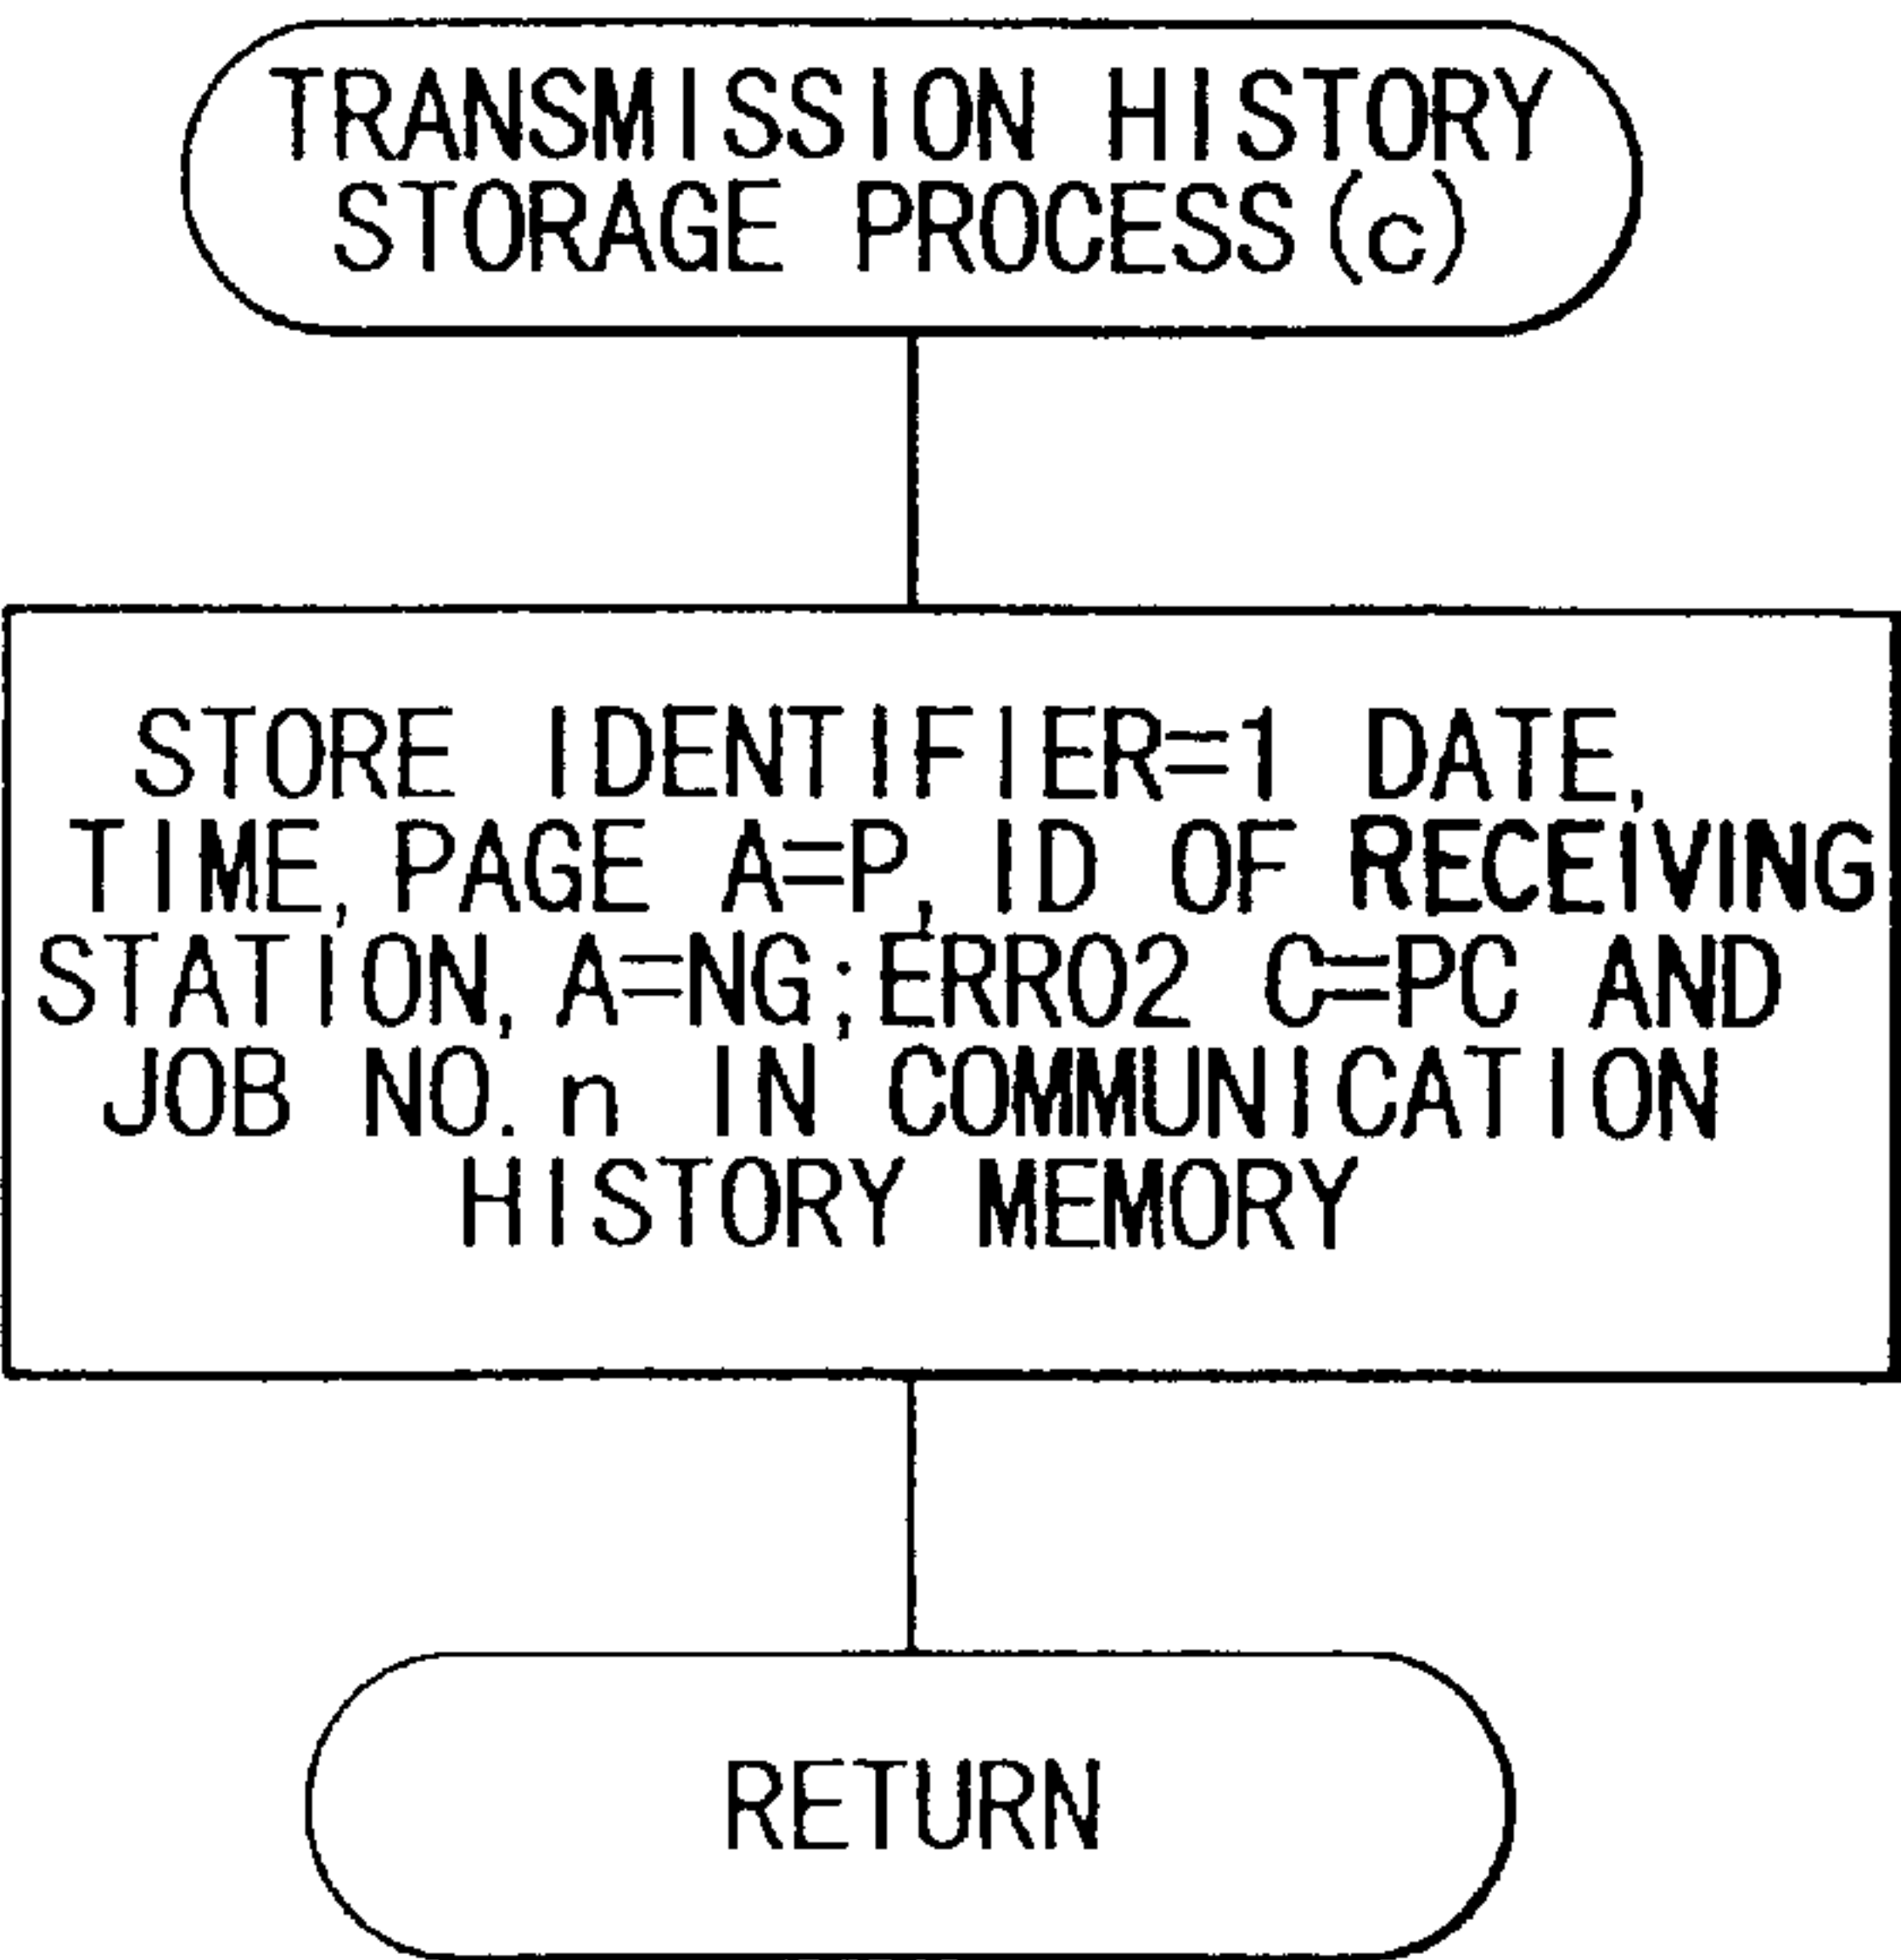 TRANSMISSION HISTORY
STORAGE PROCESS(c)
STORE IDENTIFIER=1 DATE,
TIME, PAGE A=P, ID OF RECEIVING
STATION, A=NG;ERR02 C=PC AND
JOB NO. n IN COMMUNICATION
HISTORY MEMORY
RETURN